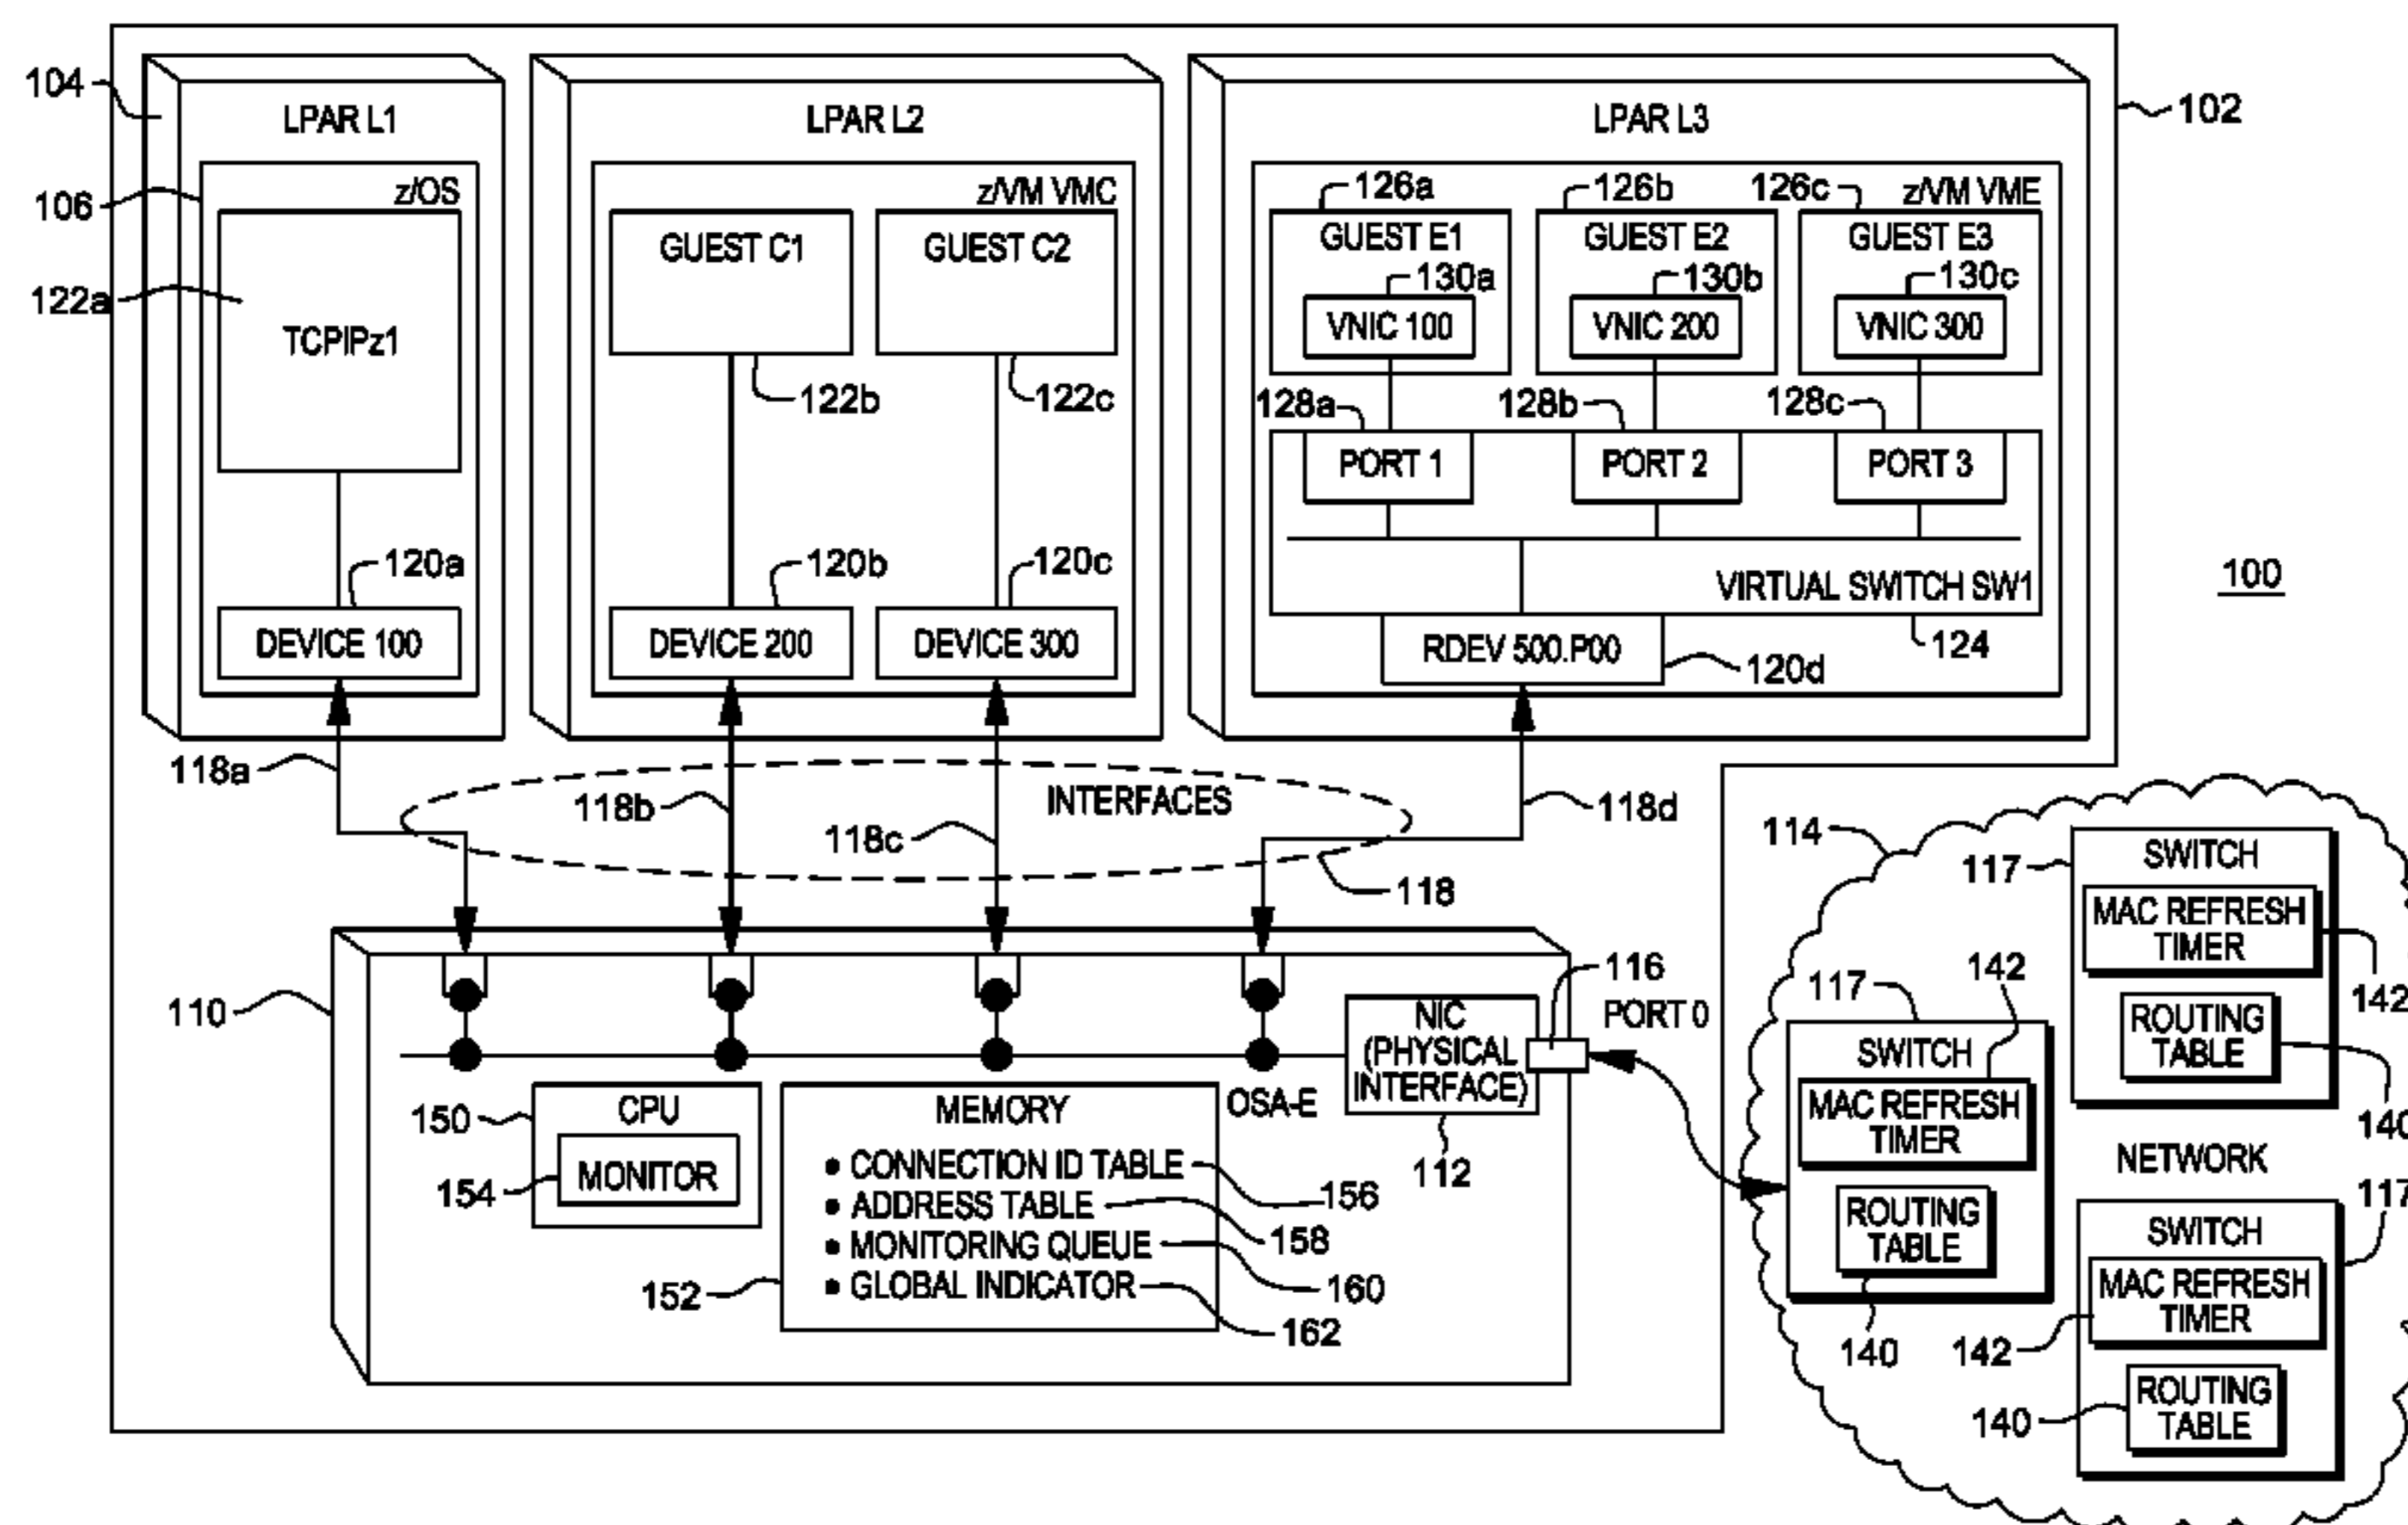 104
LPAR L1
106
z/OS
122a
TCPIPz1
120a
DEVICE 100
118a
LPAR L2
z/VM VMC
GUEST C1
GUEST C2
122b
122c
120b
120c
DEVICE 200
DEVICE 300
118b
118c
INTERFACES
118
LPAR L3
102
126a
126b
126c
z/VM VME
GUEST E1
GUEST E2
GUEST E3
130a
130b
130c
VNIC 100
VNIC 200
VNIC 300
128a
128b
128c
PORT 1
PORT 2
PORT 3
VIRTUAL SWITCH SW1
RDEV 500.P00
120d
124
118d
100
110
150
CPU
154
MONITOR
152
MEMORY
• CONNECTION ID TABLE
• ADDRESS TABLE
• MONITORING QUEUE
• GLOBAL INDICATOR
156
158
160
162
OSA-E
NIC
(PHYSICAL
INTERFACE)
112
116
PORT 0
114
117
SWITCH
MAC REFRESH
TIMER
142
ROUTING
TABLE
140
117
142
SWITCH
MAC REFRESH
TIMER
ROUTING
TABLE
140
NETWORK
117
SWITCH
MAC REFRESH
TIMER
142
ROUTING
TABLE
140